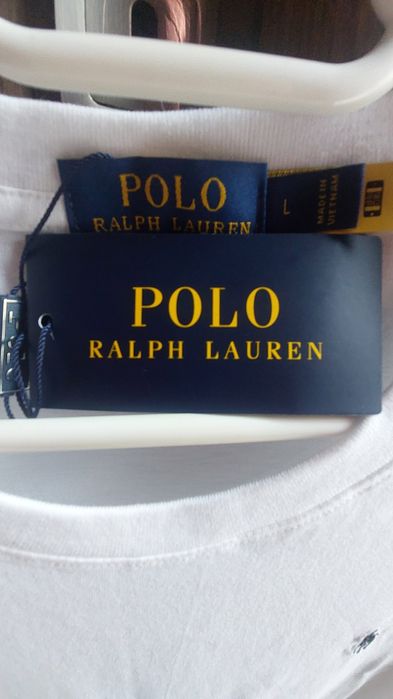 POLO
RALPH LAUREN
L
MADE IN
VIETNAM
POLO
RALPH LAUREN